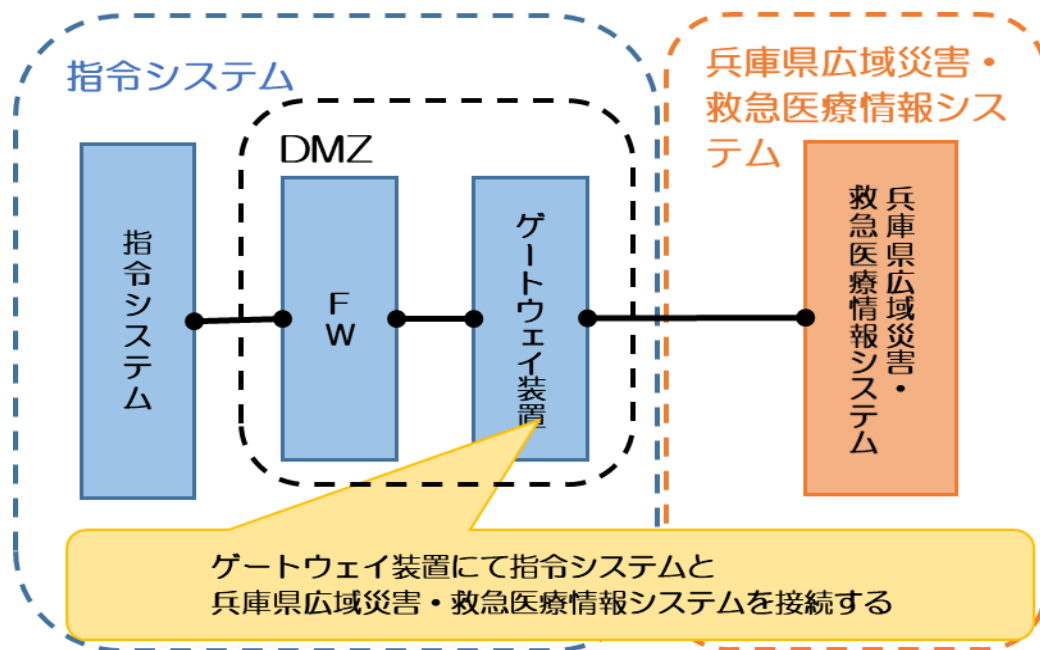 指令システム
兵庫県広域災害・
救急医療情報シス
テム
DMZ
指令システム
FW
ゲートウェイ装置
兵庫県広域災害・
救急医療情報システム
ゲートウェイ装置にて指令システムと
兵庫県広域災害・救急医療情報システムを接続する